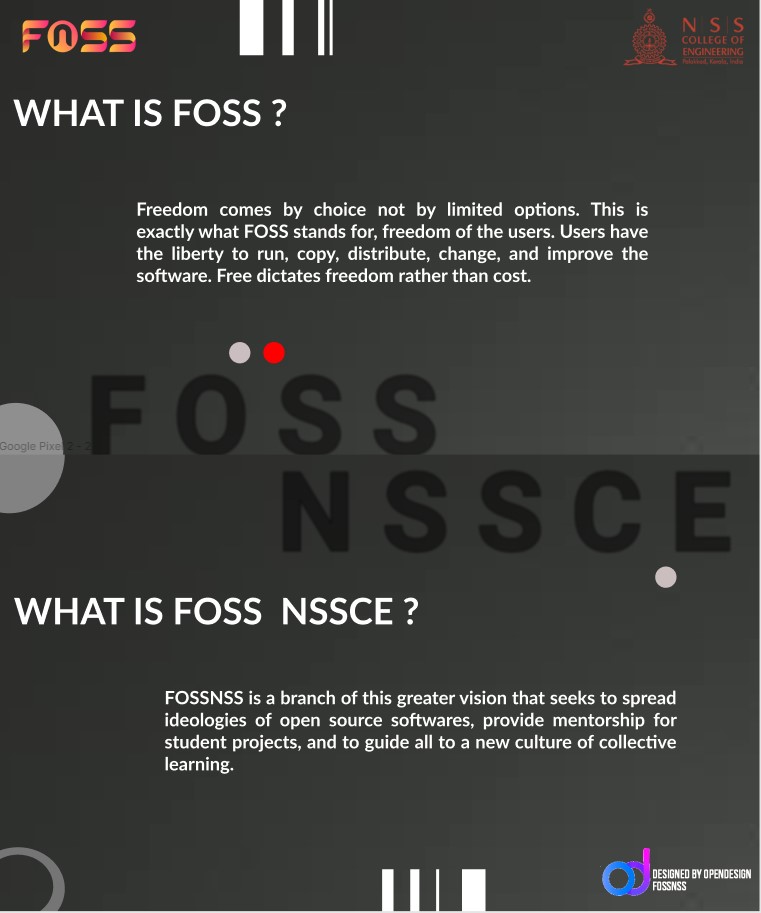 FOSS
N | S | S
COLLEGE OF
ENGINEERING
Palakkad, Kerala, India
WHAT IS FOSS ?
Freedom comes by choice not by limited options. This is
exactly what FOSS stands for, freedom of the users. Users have
the liberty to run, copy, distribute, change, and improve the
software. Free dictates freedom rather than cost.
FOSS
Google Pixel 2 - 2
NSSCE
WHAT IS FOSS NSSCE ?
FOSSNSS is a branch of this greater vision that seeks to spread
ideologies of open source softwares, provide mentorship for
student projects, and to guide all to a new culture of collective
learning.
DESIGNED BY OPENDESIGN
FOSSNSS